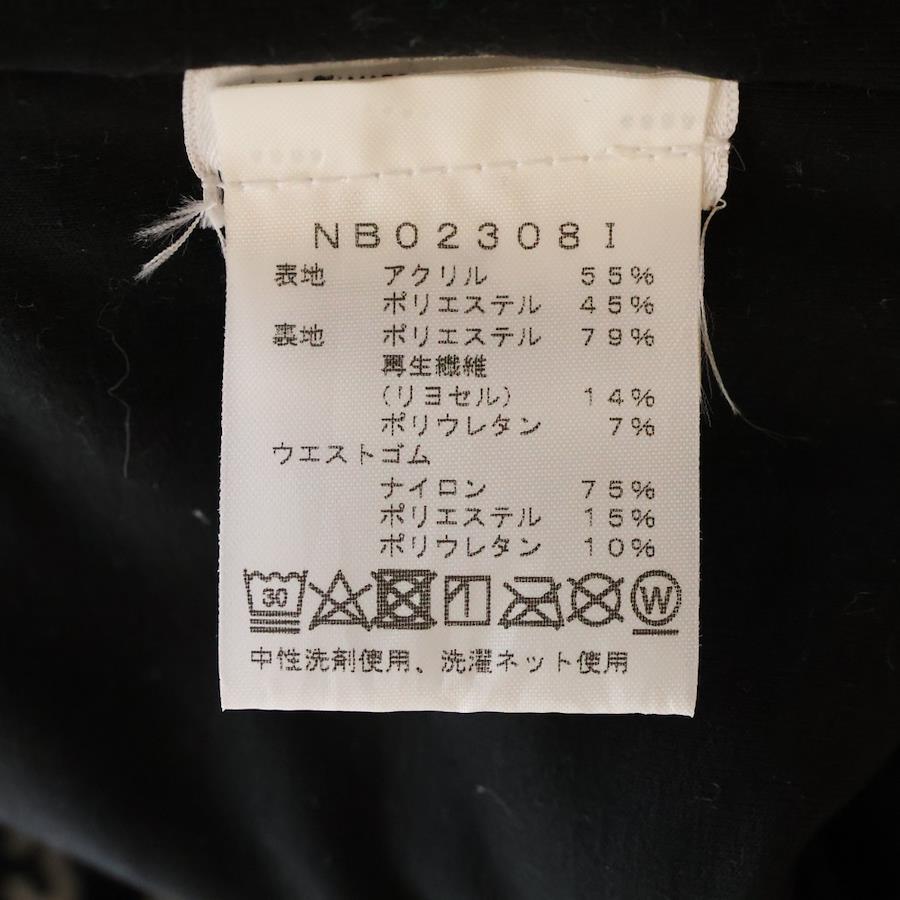 NB02308I
表地 アクリル 55%
ポリエステル 45%
裏地 ポリエステル 79%
再生繊維
(リヨセル) 14%
ポリウレタン 7%
ウエストゴム
ナイロン 75%
ポリエステル 15%
ポリウレタン 10%
30 W
中性洗剤使用、洗濯ネット使用